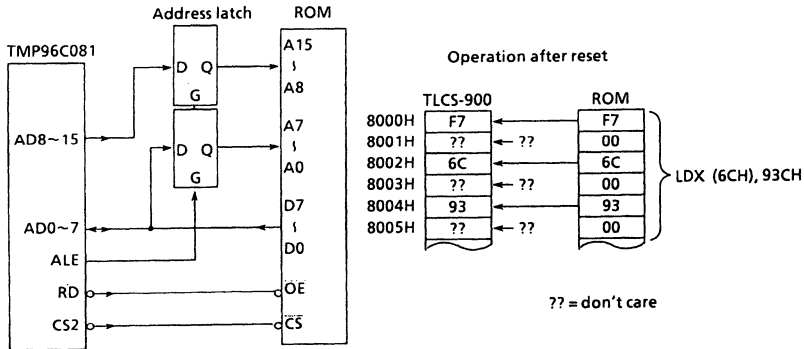 Address latch
ROM
TMP96C081
AD8~15
AD0~7
ALE
RD
CS2
D Q
G
D Q
G
A15
~
A8
A7
~
A0
D7
~
D0
OE
CS
Operation after reset
TLCS-900 ROM
8000H F7 F7
8001H ?? ?? 00
8002H 6C 6C
8003H ?? ?? 00
8004H 93 93
8005H ?? ?? 00
LDX (6CH), 93CH
?? = don't care